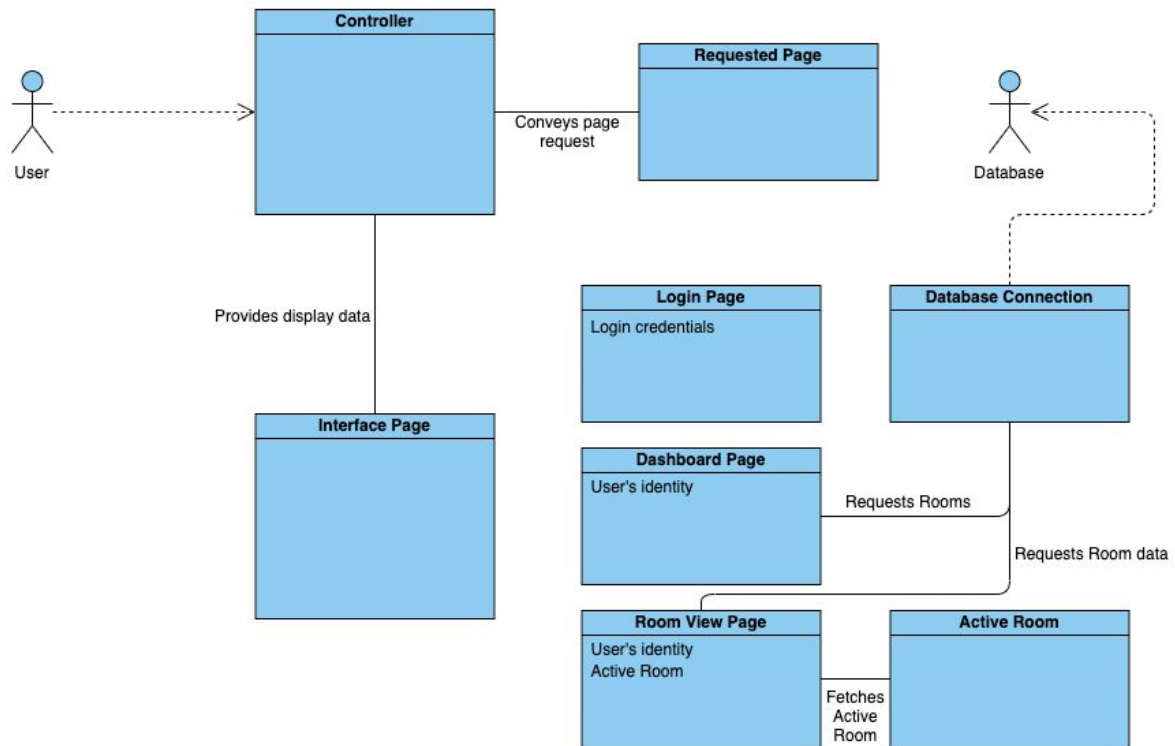 Controller
Requested Page
Conveys page
request
User
Database
Provides display data
Login Page
Login credentials
Database Connection
Interface Page
Dashboard Page
User's identity
Requests Rooms
Requests Room data
Room View Page
User's identity
Active Room
Active Room
Fetches
Active
Room